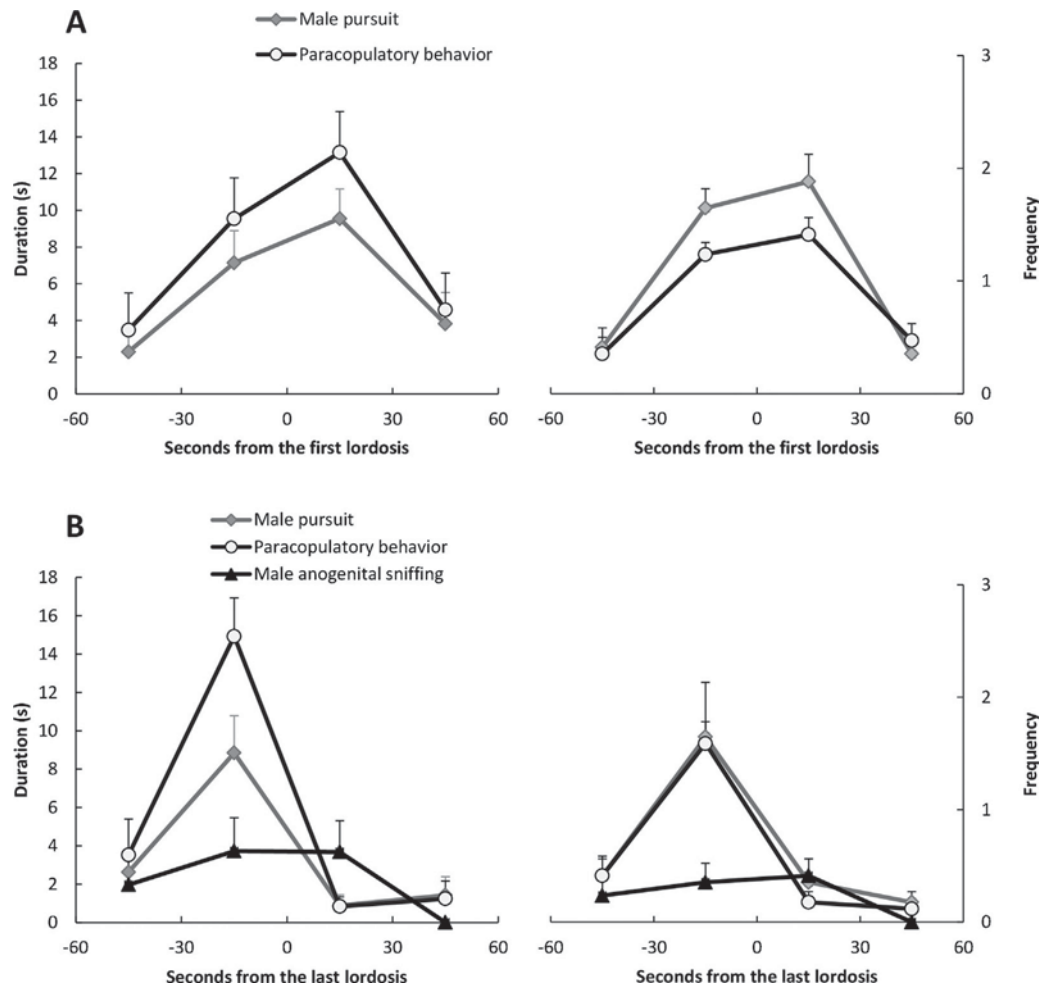 A
Male pursuit
Paracopulatory behavior
18
16
14
12
10
8
6
4
2
0
Duration (s)
-60 -30 0 30 60
Seconds from the first lordosis
3
2
1
0
Frequency
-60 -30 0 30 60
Seconds from the first lordosis
B
Male pursuit
Paracopulatory behavior
Male anogenital sniffing
18
16
14
12
10
8
6
4
2
0
Duration (s)
-60 -30 0 30 60
Seconds from the last lordosis
3
2
1
0
Frequency
-60 -30 0 30 60
Seconds from the last lordosis